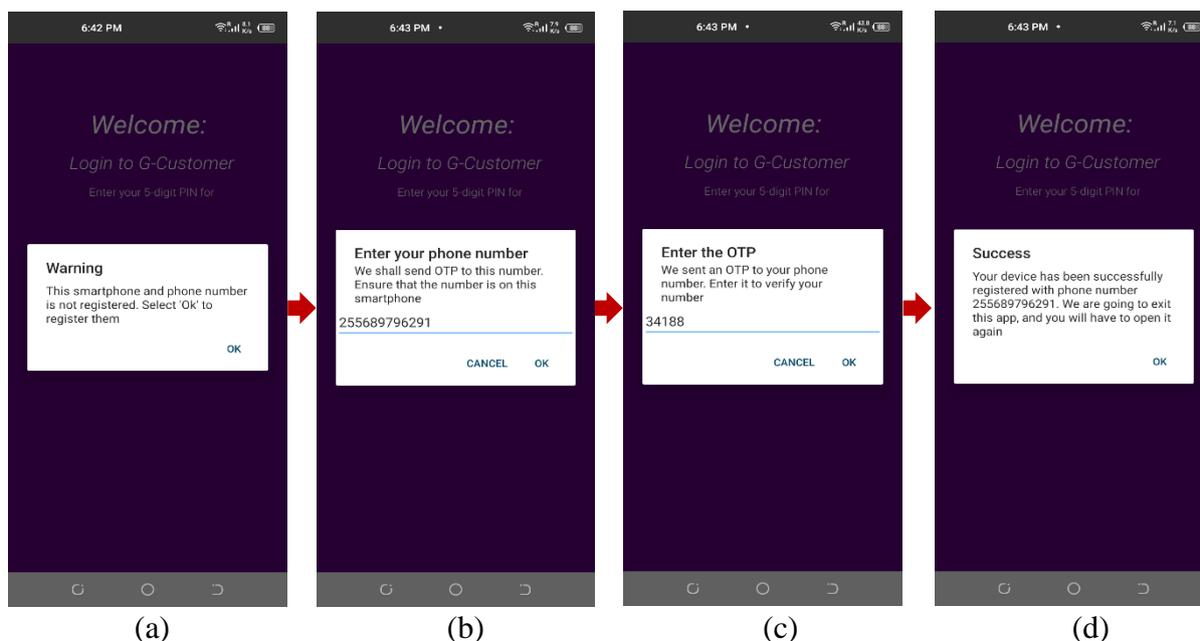 6:42 PM
Welcome:
Login to G-Customer
Enter your 5-digit PIN for
Warning
This smartphone and phone number
is not registered. Select 'Ok' to
register them
OK
(a)
6:43 PM
Welcome:
Login to G-Customer
Enter your 5-digit PIN for
Enter your phone number
We shall send OTP to this number.
Ensure that the number is on this
smartphone
255689796291
CANCEL OK
(b)
6:43 PM
Welcome:
Login to G-Customer
Enter your 5-digit PIN for
Enter the OTP
We sent an OTP to your phone
number. Enter it to verify your
number
34188
CANCEL OK
(c)
6:43 PM
Welcome:
Login to G-Customer
Enter your 5-digit PIN for
Success
Your device has been successfully
registered with phone number
255689796291. We are going to exit
this app, and you will have to open it
again
OK
(d)